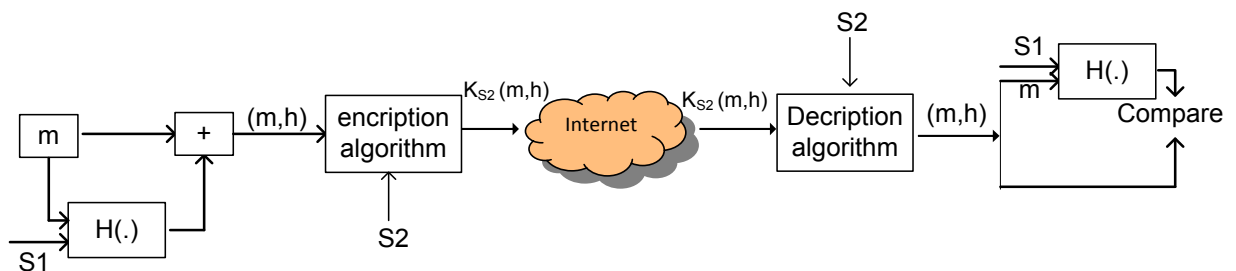 m
H(.)
S1
+
(m,h)
encription
algorithm
S2
K_S2 (m,h)
Internet
K_S2 (m,h)
S2
Decription
algorithm
(m,h)
S1
m
H(.)
Compare